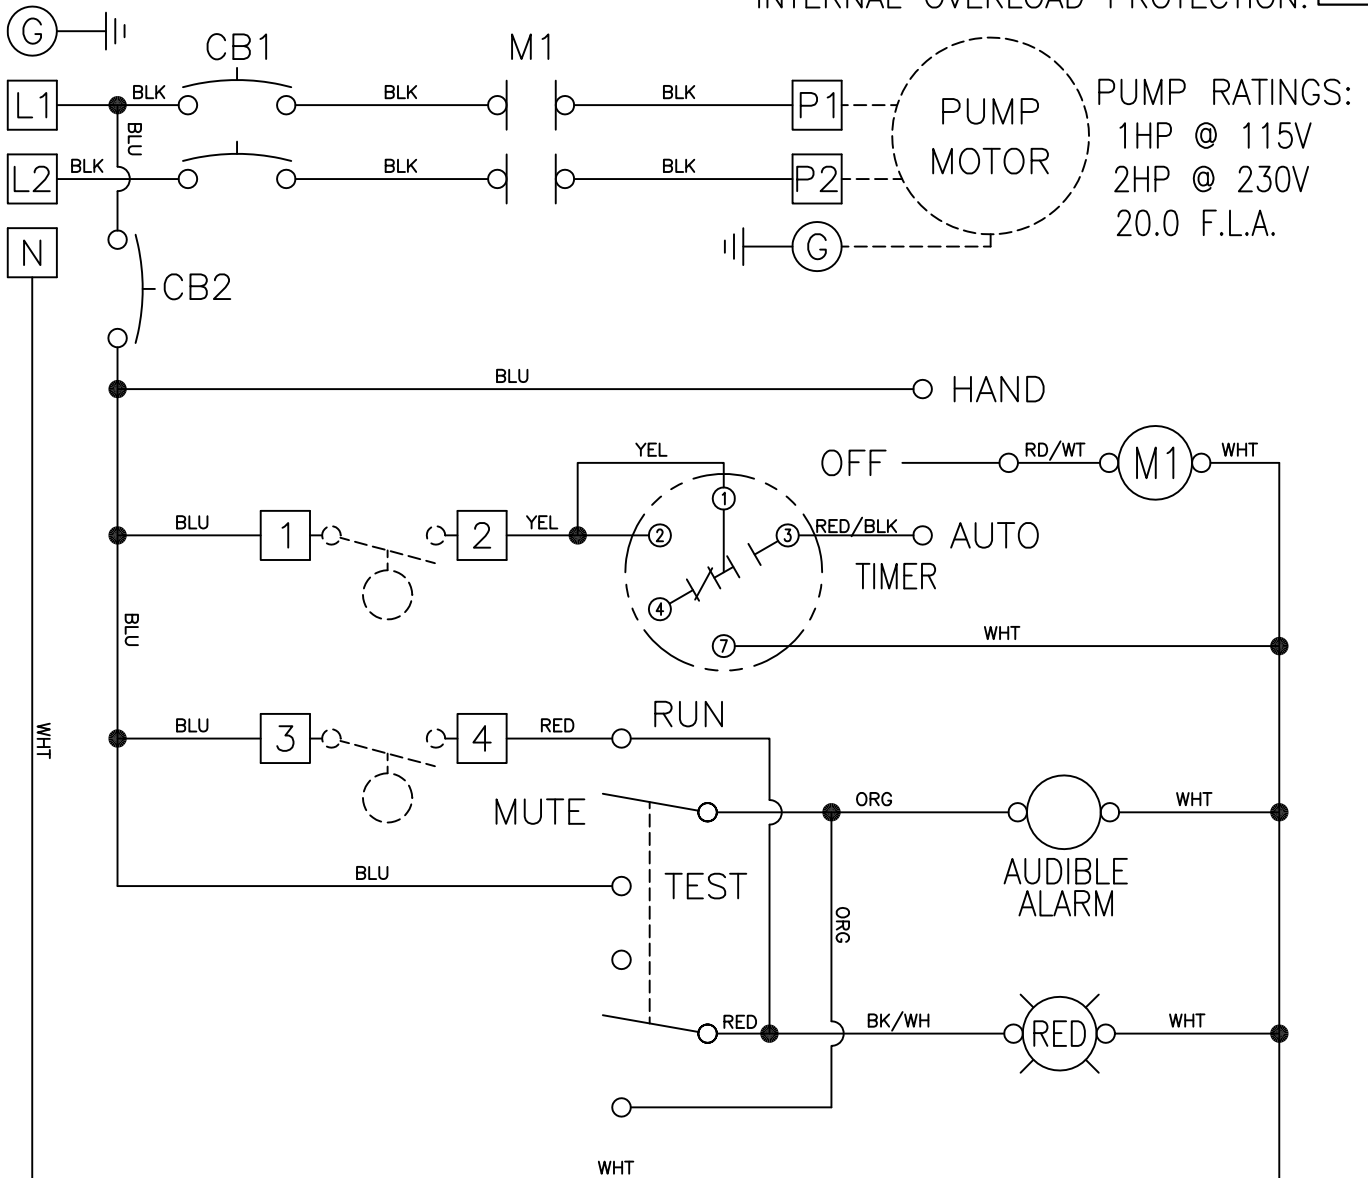 INTERNAL OVERLOAD PROTECTION:
G
CB1
M1
L1
BLK
BLK
BLK
P1
PUMP
MOTOR
PUMP RATINGS:
1HP @ 115V
2HP @ 230V
20.0 F.L.A.
BLU
L2
BLK
BLK
BLK
P2
N
G
CB2
BLU
HAND
YEL
OFF
RD/WT
M1
WHT
BLU
1
2
YEL
1
2
3
RED/BLK
AUTO
TIMER
4
7
WHT
BLU
WHT
BLU
3
4
RED
RUN
MUTE
ORG
WHT
AUDIBLE
ALARM
BLU
TEST
ORG
RED
BK/WH
RED
WHT
WHT